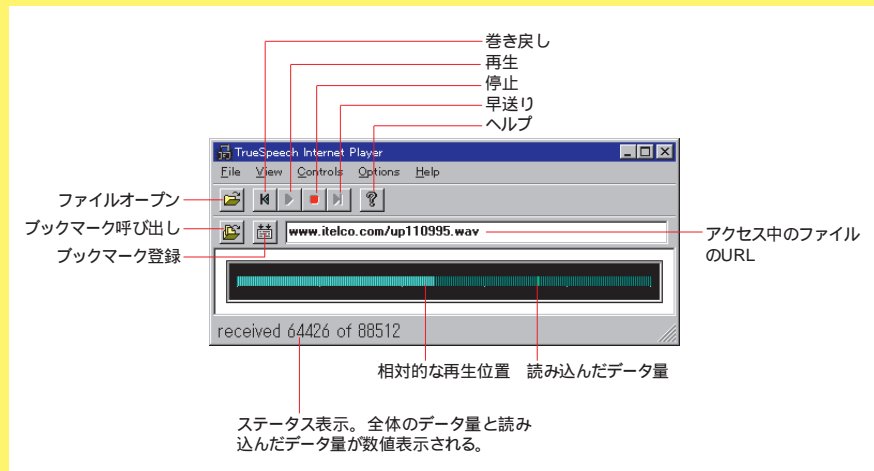 巻き戻し
再生
停止
早送り
ヘルプ
TrueSpeech Internet Player
File View Controls Options Help
ファイルオープン
ブックマーク呼び出し
ブックマーク登録
www.itelco.com/up110995.wav
アクセス中のファイル
のURL
received 64426 of 88512
相対的な再生位置 読み込んだデータ量
ステータス表示。全体のデータ量と読み
込んだデータ量が数値表示される。